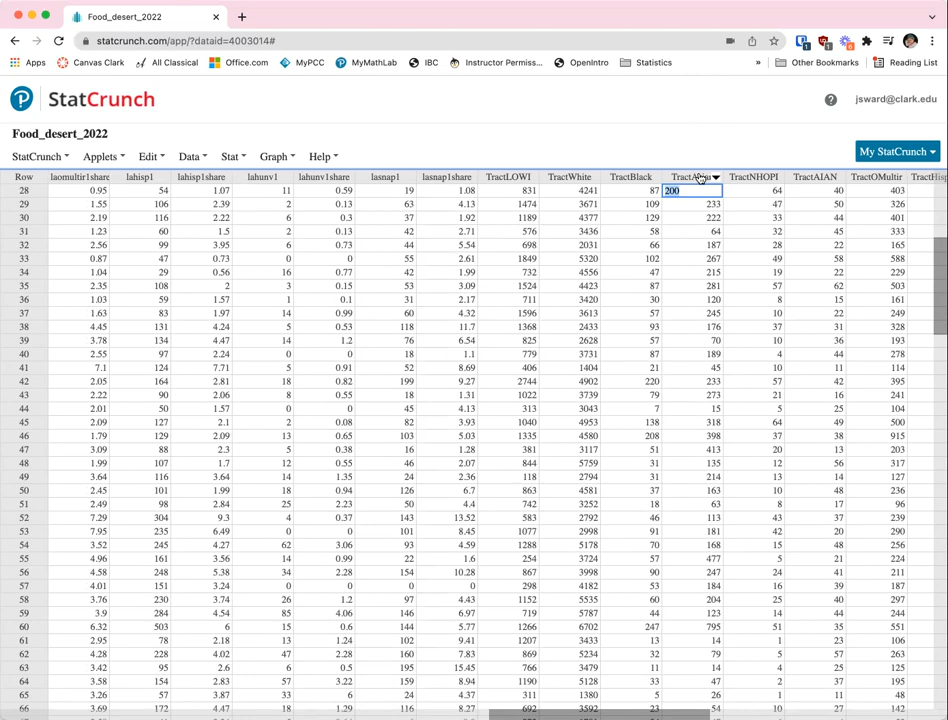 Food_desert_2022
statcrunch.com/app/?dataid=4003014#
Apps Canvas Clark All Classical Office.com MyPCC MyMathLab IBC Instructor Permiss... OpenIntro Statistics » Other Bookmarks Reading List
StatCrunch jsward@clark.edu
Food_desert_2022
StatCrunch Applets Edit Data Stat Graph Help My StatCrunch
Row laomultir1share lahisp1 lahisp1share lahunv1 lahunv1share lasnap1 lasnap1share TractLOWI TractWhite TractBlack TractNHOPI TractAIAN TractOMultir TractHisp
28 0.95 54 1.07 11 0.59 19 1.08 831 4241 87 200 64 40 403
29 1.55 106 2.39 2 0.13 63 4.13 1474 3671 109 233 47 50 326
30 2.19 116 2.22 6 0.3 37 1.92 1189 4377 129 222 33 44 401
31 1.23 60 1.5 2 0.13 42 2.71 576 3436 58 64 32 45 333
32 2.56 99 3.95 6 0.73 44 5.54 698 2031 66 187 28 22 165
33 0.87 47 0.73 0 0 55 2.61 1849 5320 102 267 49 58 588
34 1.04 29 0.56 16 0.77 42 1.99 732 4556 47 215 19 22 229
35 2.35 108 2 3 0.15 53 3.09 1524 4423 87 281 57 62 503
36 1.03 59 1.57 1 0.1 31 2.17 711 3420 30 120 8 15 161
37 1.63 83 1.97 14 0.99 60 4.32 1596 3613 57 245 10 22 249
38 4.45 131 4.24 5 0.53 118 11.7 1368 2433 93 176 37 31 328
39 3.78 134 4.47 14 1.2 76 6.54 825 2628 57 70 10 36 193
40 2.55 97 2.24 0 0 18 1.1 779 3731 87 189 4 44 278
41 7.1 124 7.71 5 0.91 52 8.69 406 1404 21 45 10 11 114
42 2.05 164 2.81 18 0.82 199 9.27 2744 4902 220 233 57 42 395
43 2.22 90 2.06 8 0.55 18 1.31 1022 3739 79 273 21 16 241
44 2.01 50 1.57 0 0 45 4.13 313 3043 7 15 5 25 104
45 2.09 127 2.1 2 0.08 82 3.93 1040 4953 138 318 64 49 500
46 1.79 129 2.09 13 0.65 103 5.03 1335 4580 208 398 37 38 915
47 3.09 88 2.3 5 0.38 16 1.28 381 3117 51 413 20 13 203
48 1.99 107 1.7 12 0.55 46 2.07 844 5759 31 135 12 56 317
49 3.64 116 3.64 14 1.35 24 2.36 118 2794 31 214 13 14 127
50 2.45 101 1.99 18 0.94 126 6.7 863 4581 37 163 10 48 236
51 2.49 98 2.84 25 2.23 50 4.4 742 3252 18 63 8 17 96
52 7.29 304 9.3 4 0.37 143 13.52 583 2792 46 113 43 37 239
53 7.95 235 6.49 0 0 101 8.45 1077 2998 91 181 42 20 290
54 3.52 245 4.27 62 3.06 93 4.59 1288 5178 70 168 15 48 256
55 4.96 161 3.56 14 0.99 22 1.6 254 3724 57 477 5 21 224
56 4.58 248 5.38 34 2.28 154 10.28 867 3998 90 247 24 41 211
57 4.01 151 3.24 0 0 0 0 298 4182 53 184 16 39 187
58 3.76 230 3.74 26 1.2 97 4.43 1152 5535 60 204 25 40 297
59 3.9 284 4.54 85 4.06 146 6.97 719 5787 44 123 14 44 244
60 6.32 503 6 15 0.6 144 5.77 1266 6702 247 795 51 35 551
61 2.95 78 2.18 13 1.24 102 9.41 1207 3433 13 14 1 23 106
62 4.28 228 4.02 47 2.28 160 7.83 869 5234 32 79 5 57 263
63 3.42 95 2.6 6 0.5 195 15.45 766 3479 11 14 4 25 125
64 3.58 154 2.83 57 3.22 159 8.94 1190 5128 33 47 2 37 195
65 3.26 57 3.87 33 6 24 4.37 311 1380 5 26 1 11 48
66 3.69 172 4.47 18 1.29 116 8.27 692 3592 23 54 10 27 142